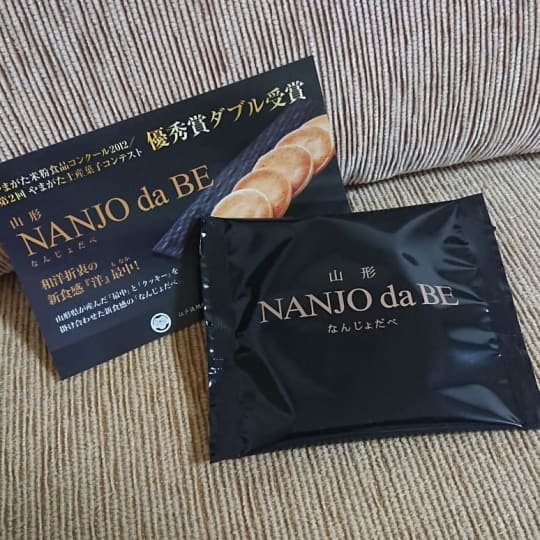 やまがた米粉食品コンクール2012/
第2回 やまがた土産菓子コンテスト
優秀賞ダブル受賞
山形
NANJO da BE
なんじょだべ
和洋折衷の
新食感『洋』最中!
もなか
山形県が産んだ「最中」と「クッキー」を
掛け合わせた新食感の「なんじょだべ」
山形
NANJO da BE
なんじょだべ